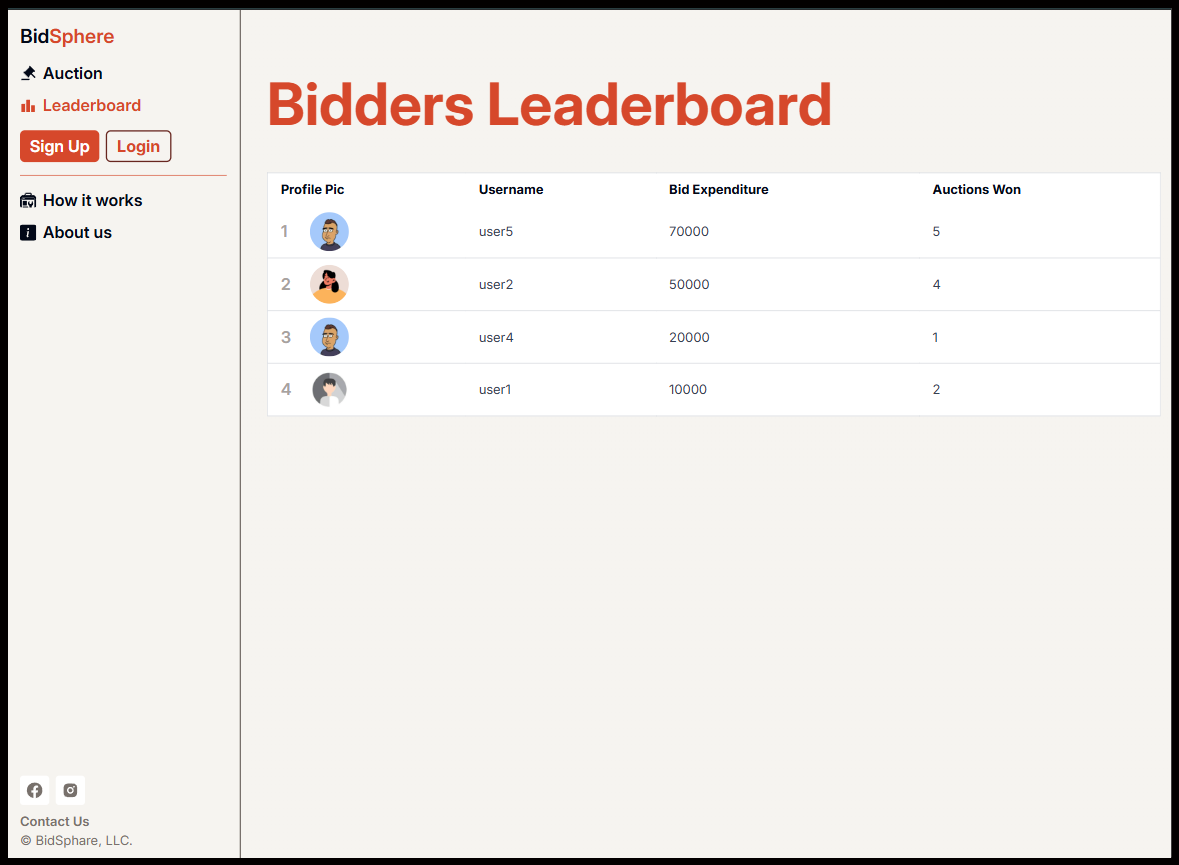 BidSphere
Auction
Leaderboard
Sign Up Login
How it works
About us
Contact Us
© BidSphare, LLC.
Bidders Leaderboard
Profile Pic Username Bid Expenditure Auctions Won
1 user5 70000 5
2 user2 50000 4
3 user4 20000 1
4 user1 10000 2